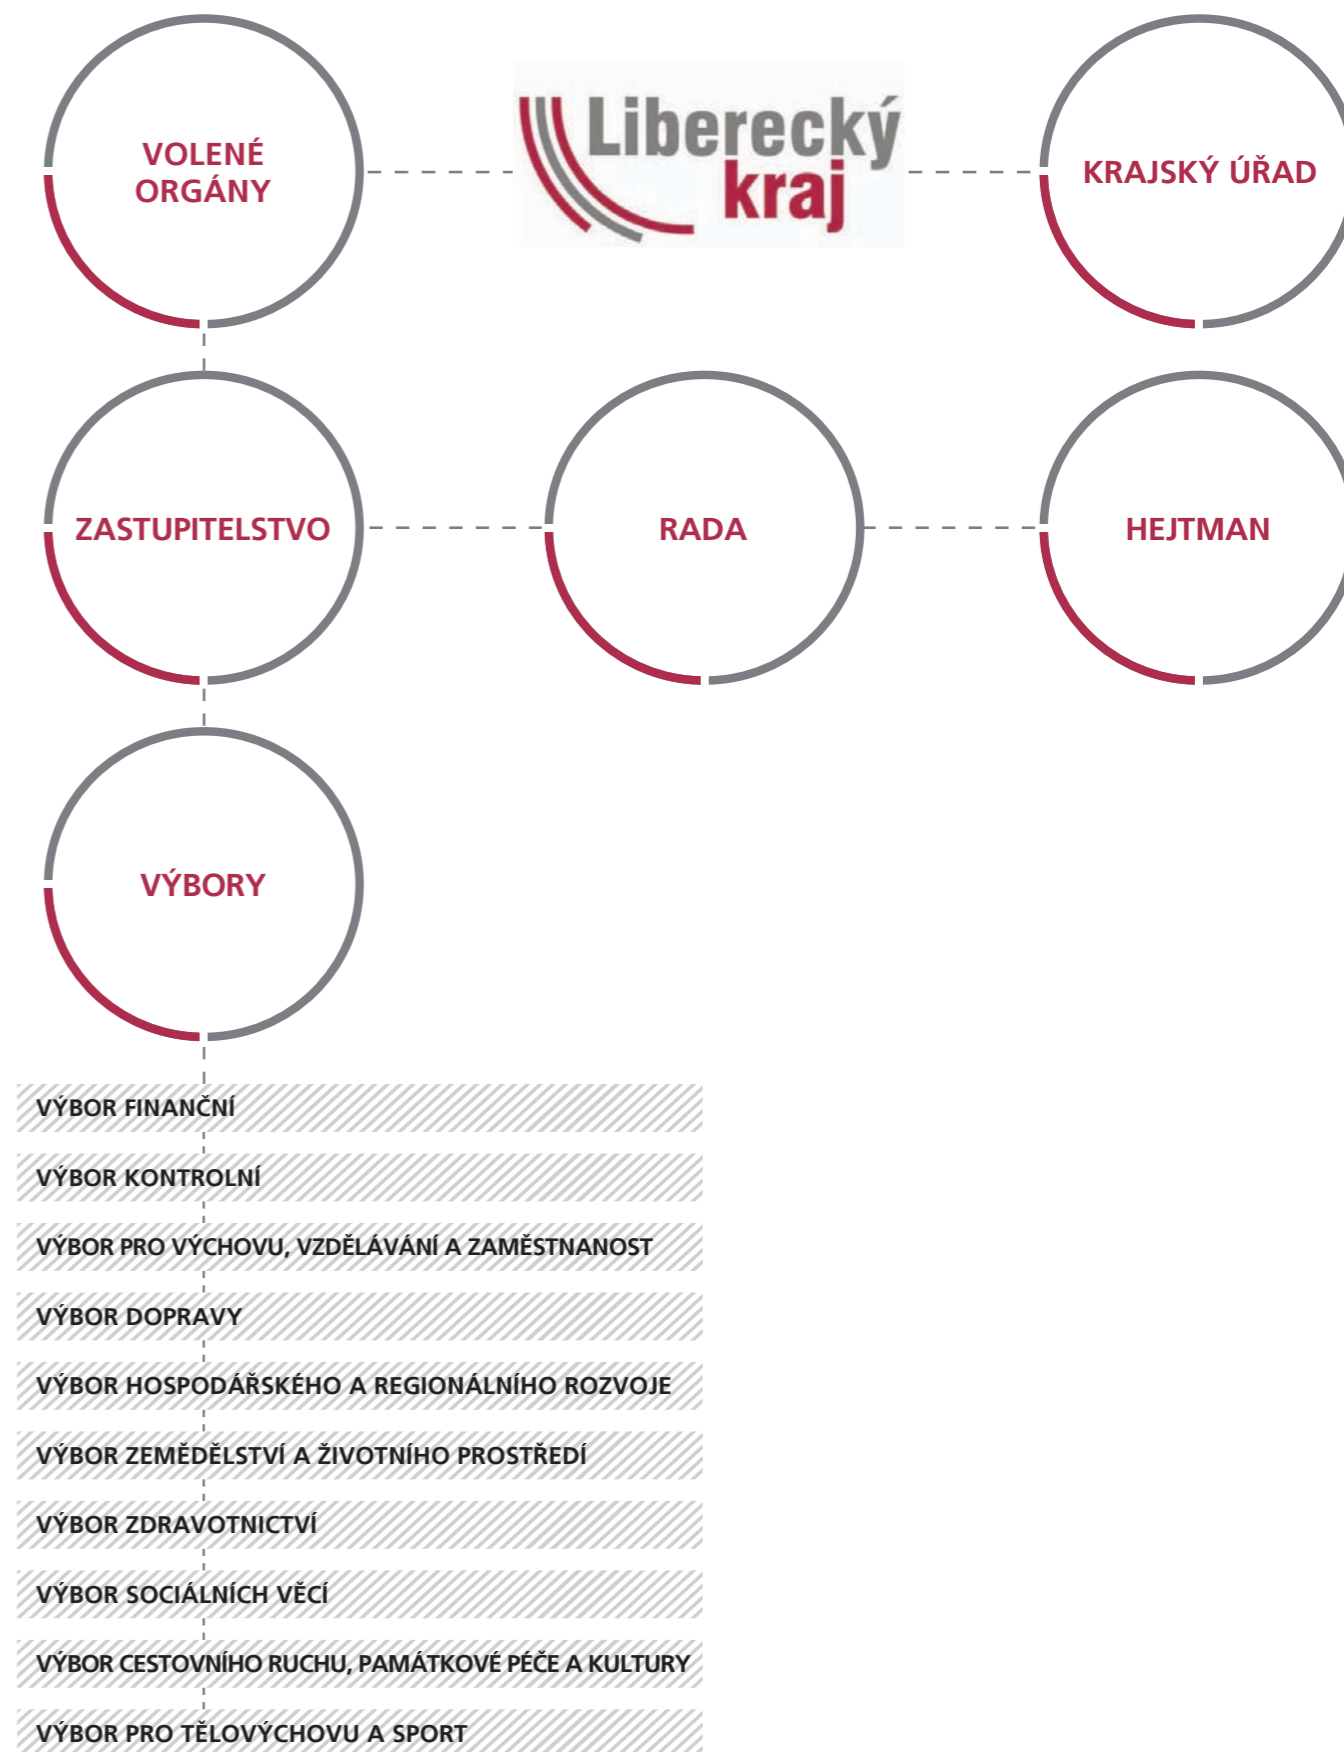 VOLENÉ
ORGÁNY
Liberecký
kraj
KRAJSKÝ ÚŘAD
ZASTUPITELSTVO
RADA
HEJTMAN
VÝBORY
VÝBOR FINANČNÍ
VÝBOR KONTROLNÍ
VÝBOR PRO VÝCHOVU, VZDĚLÁVÁNÍ A ZAMĚSTNANOST
VÝBOR DOPRAVY
VÝBOR HOSPODÁŘSKÉHO A REGIONÁLNÍHO ROZVOJE
VÝBOR ZEMĚDĚLSTVÍ A ŽIVOTNÍHO PROSTŘEDÍ
VÝBOR ZDRAVOTNICTVÍ
VÝBOR SOCIÁLNÍCH VĚCÍ
VÝBOR CESTOVNÍHO RUCHU, PAMÁTKOVÉ PÉČE A KULTURY
VÝBOR PRO TĚLOVÝCHOVU A SPORT